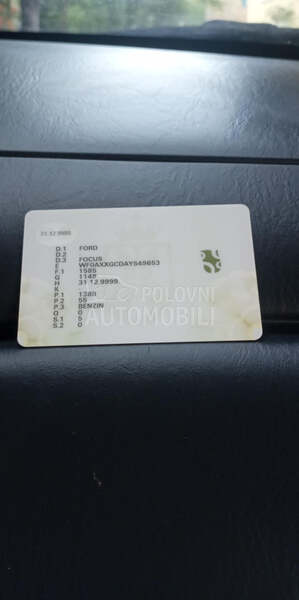 31.12.9999
D.1 FORD
D.2
D.3 FOCUS
E WF0AXXGCDAY549653
F.1 1585
G 1148
H 31 12 9999
K
P.1 1388
P.2 55
P.3 BENZIN
Q 0
S.1 5
S.2 0
POLOVNI
AUTOMOBILI